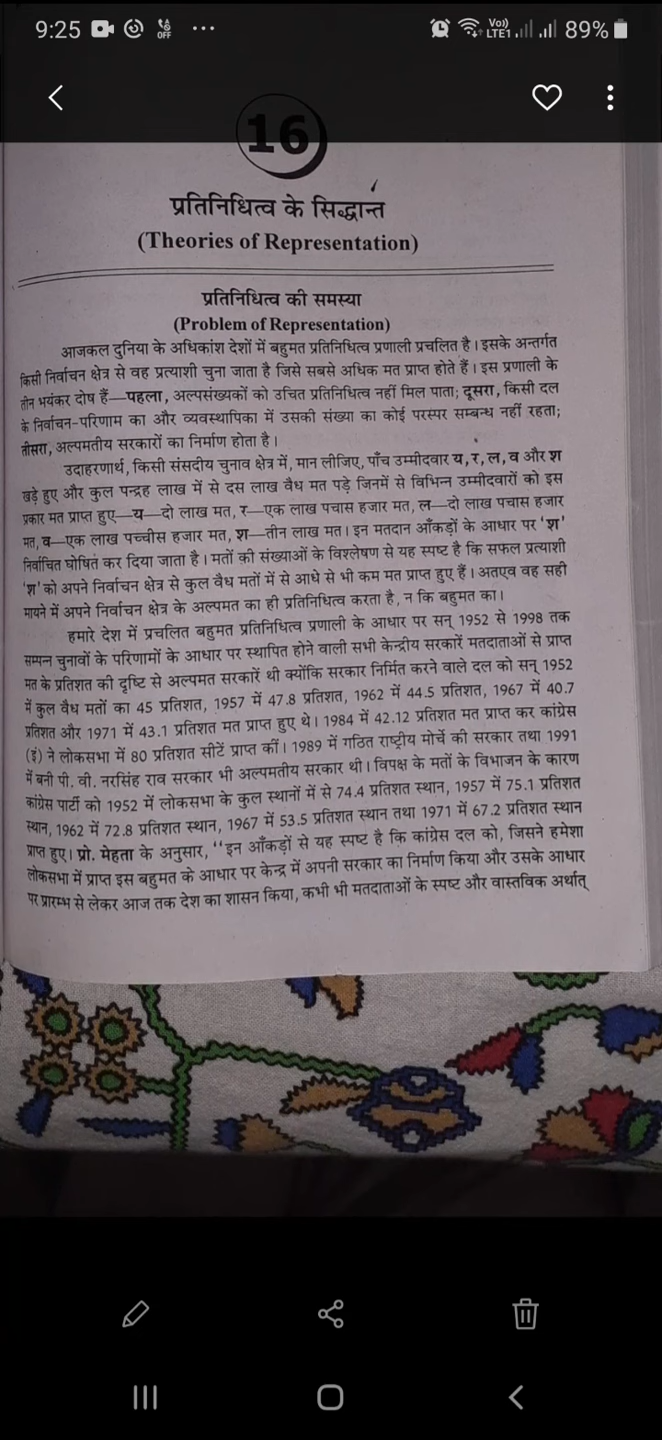 9:25
OFF
Vo))
LTE1
89%
16
प्रतिनिधित्व के सिद्धान्त
(Theories of Representation)
प्रतिनिधित्व की समस्या
(Problem of Representation)
आजकल दुनिया के अधिकांश देशों में बहुमत प्रतिनिधित्व प्रणाली प्रचलित है। इसके अन्तर्गत
किसी निर्वाचन क्षेत्र से वह प्रत्याशी चुना जाता है जिसे सबसे अधिक मत प्राप्त होते हैं। इस प्रणाली के
तीन भयंकर दोष हैं—पहला, अल्पसंख्यकों को उचित प्रतिनिधित्व नहीं मिल पाता; दूसरा, किसी दल
के निर्वाचन-परिणाम का और व्यवस्थापिका में उसकी संख्या का कोई परस्पर सम्बन्ध नहीं रहता;
तीसरा, अल्पमतीय सरकारों का निर्माण होता है।
उदाहरणार्थ, किसी संसदीय चुनाव क्षेत्र में, मान लीजिए, पाँच उम्मीदवार य, र, ल, व और श
खड़े हुए और कुल पन्द्रह लाख में से दस लाख वैध मत पड़े जिनमें से विभिन्न उम्मीदवारों को इस
प्रकार मत प्राप्त हुए—य—दो लाख मत, र—एक लाख पचास हजार मत, ल—दो लाख पचास हजार
मत, व—एक लाख पच्चीस हजार मत, श—तीन लाख मत। इन मतदान आँकड़ों के आधार पर 'श'
निर्वाचित घोषित कर दिया जाता है। मतों की संख्याओं के विश्लेषण से यह स्पष्ट है कि सफल प्रत्याशी
'श' को अपने निर्वाचन क्षेत्र से कुल वैध मतों में से आधे से भी कम मत प्राप्त हुए हैं। अतएव वह सही
मायने में अपने निर्वाचन क्षेत्र के अल्पमत का ही प्रतिनिधित्व करता है, न कि बहुमत का।
हमारे देश में प्रचलित बहुमत प्रतिनिधित्व प्रणाली के आधार पर सन् 1952 से 1998 तक
सम्पन्न चुनावों के परिणामों के आधार पर स्थापित होने वाली सभी केन्द्रीय सरकारें मतदाताओं से प्राप्त
मत के प्रतिशत की दृष्टि से अल्पमत सरकारें थी क्योंकि सरकार निर्मित करने वाले दल को सन् 1952
में कुल वैध मतों का 45 प्रतिशत, 1957 में 47.8 प्रतिशत, 1962 में 44.5 प्रतिशत, 1967 में 40.7
प्रतिशत और 1971 में 43.1 प्रतिशत मत प्राप्त हुए थे। 1984 में 42.12 प्रतिशत मत प्राप्त कर कांग्रेस
(इं) ने लोकसभा में 80 प्रतिशत सीटें प्राप्त कीं। 1989 में गठित राष्ट्रीय मोर्चे की सरकार तथा 1991
में बनी पी. वी. नरसिंह राव सरकार भी अल्पमतीय सरकार थी। विपक्ष के मतों के विभाजन के कारण
कांग्रेस पार्टी को 1952 में लोकसभा के कुल स्थानों में से 74.4 प्रतिशत स्थान, 1957 में 75.1 प्रतिशत
स्थान, 1962 में 72.8 प्रतिशत स्थान, 1967 में 53.5 प्रतिशत स्थान तथा 1971 में 67.2 प्रतिशत स्थान
प्राप्त हुए। प्रो. मेहता के अनुसार, ''इन आँकड़ों से यह स्पष्ट है कि कांग्रेस दल को, जिसने हमेशा
लोकसभा में प्राप्त इस बहुमत के आधार पर केन्द्र में अपनी सरकार का निर्माण किया और उसके आधार
पर प्रारम्भ से लेकर आज तक देश का शासन किया, कभी भी मतदाताओं के स्पष्ट और वास्तविक अर्थात्